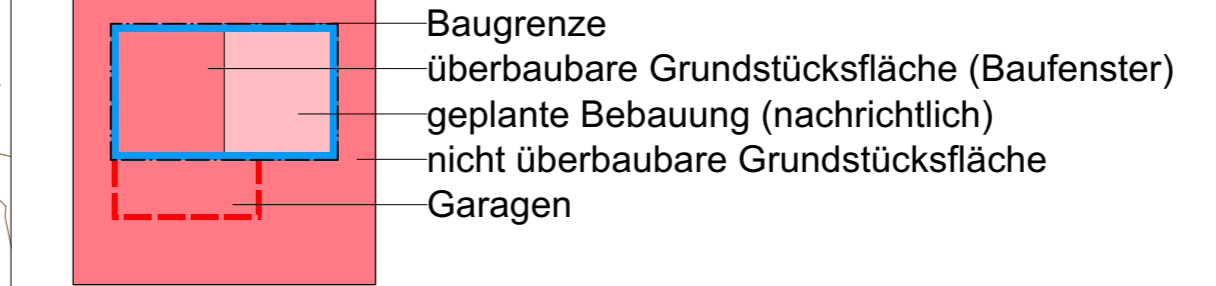 Baugrenze
überbaubare Grundstücksfläche (Baufenster)
geplante Bebauung (nachrichtlich)
nicht überbaubare Grundstücksfläche
Garagen